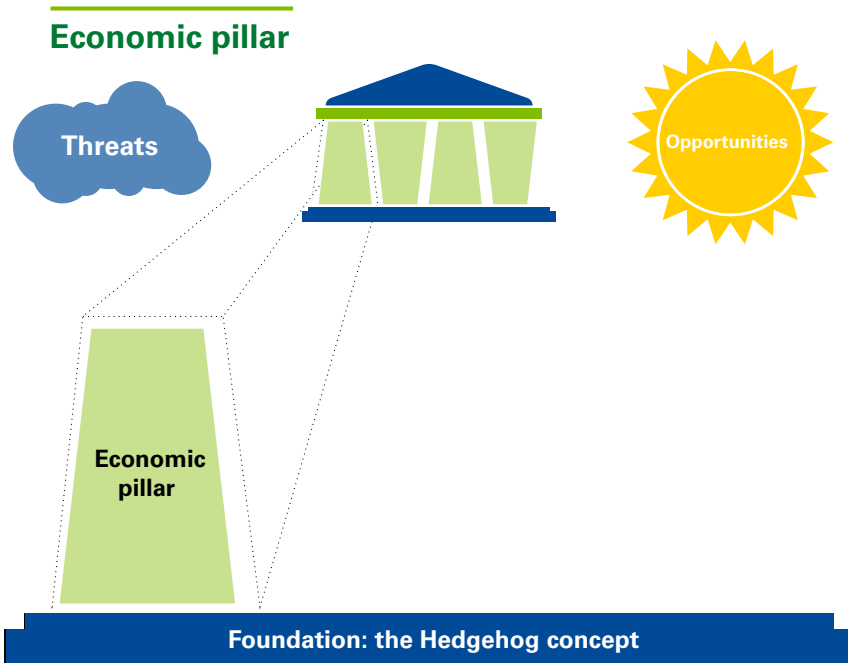 Economic pillar
Threats
Opportunities
Economic
pillar
Foundation: the Hedgehog concept